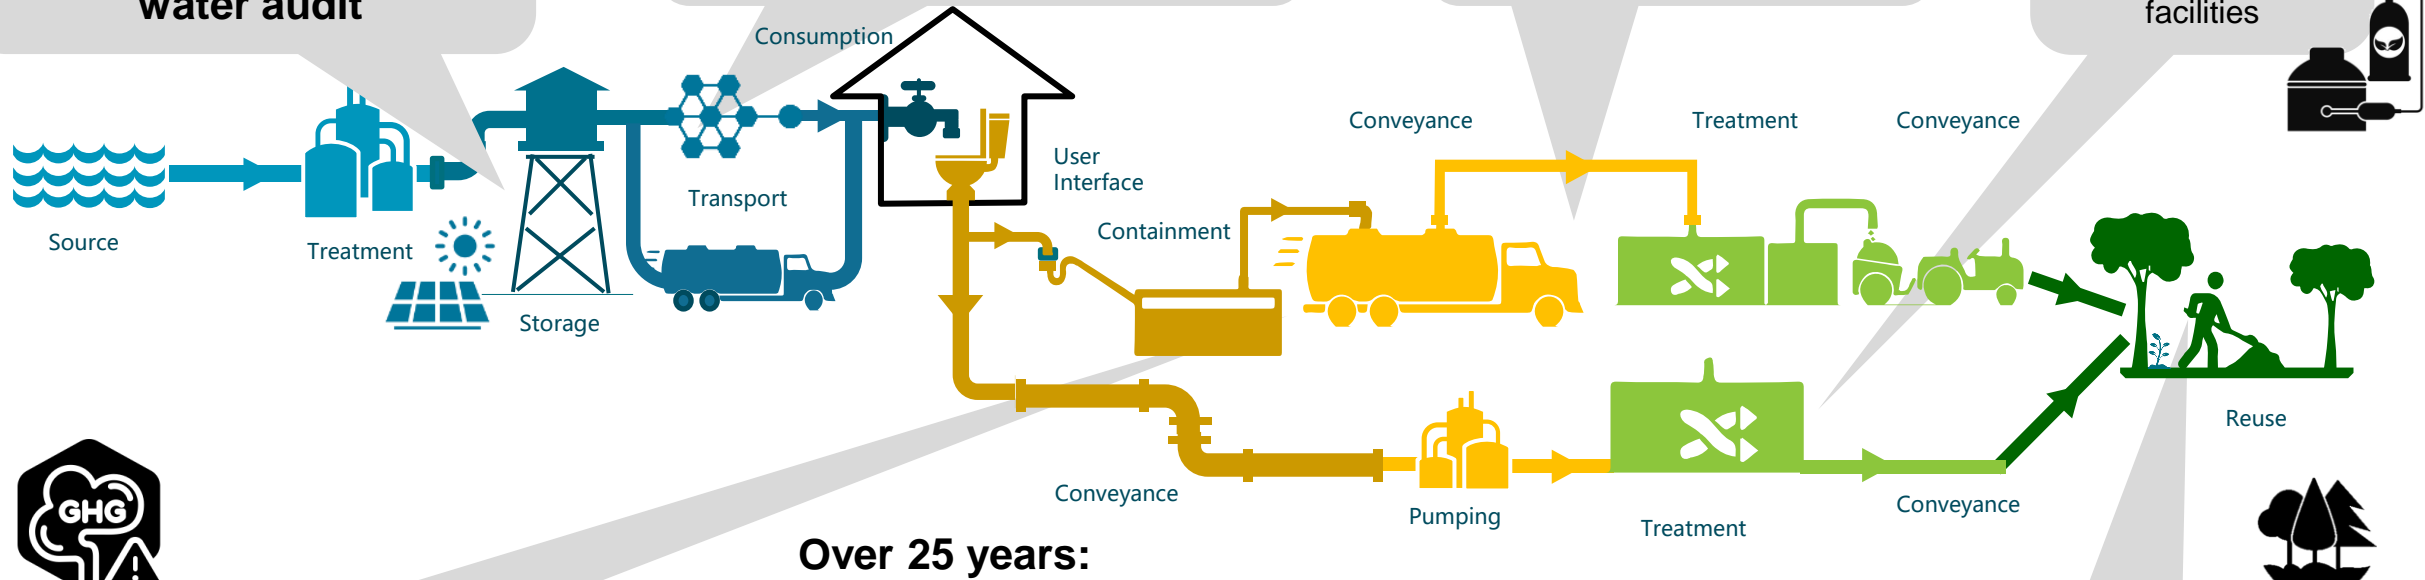 water audit
facilities
Consumption
Conveyance
Treatment
Conveyance
User
Interface
Transport
Containment
Source
Treatment
Storage
Reuse
Conveyance
Pumping
Treatment
Conveyance
GHG
Over 25 years: